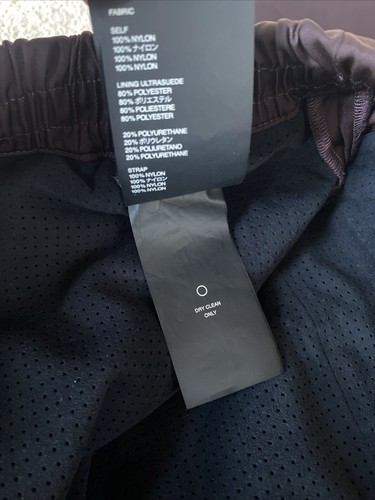 FABRIC
SELF
100% NYLON
100% ナイロン
100% NYLON
100% NYLON
LINING ULTRASUEDE
80% POLYESTER
80% ポリエステル
80% POLIESTERE
80% POLYESTER
20% POLYURETHANE
20% ポリウレタン
20% POLIURETANO
20% POLYURETHANE
STRAP
100% NYLON
100% ナイロン
100% NYLON
100% NYLON
DRY CLEAN
ONLY